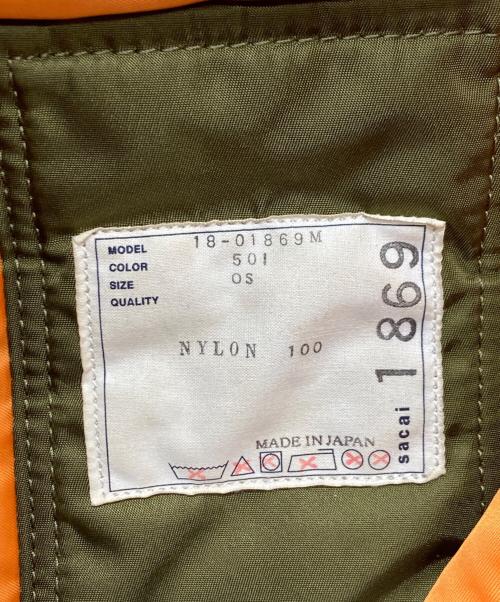 MODEL 18-01869M
COLOR 501
SIZE OS
QUALITY
NYLON 100
MADE IN JAPAN
sacai 1869